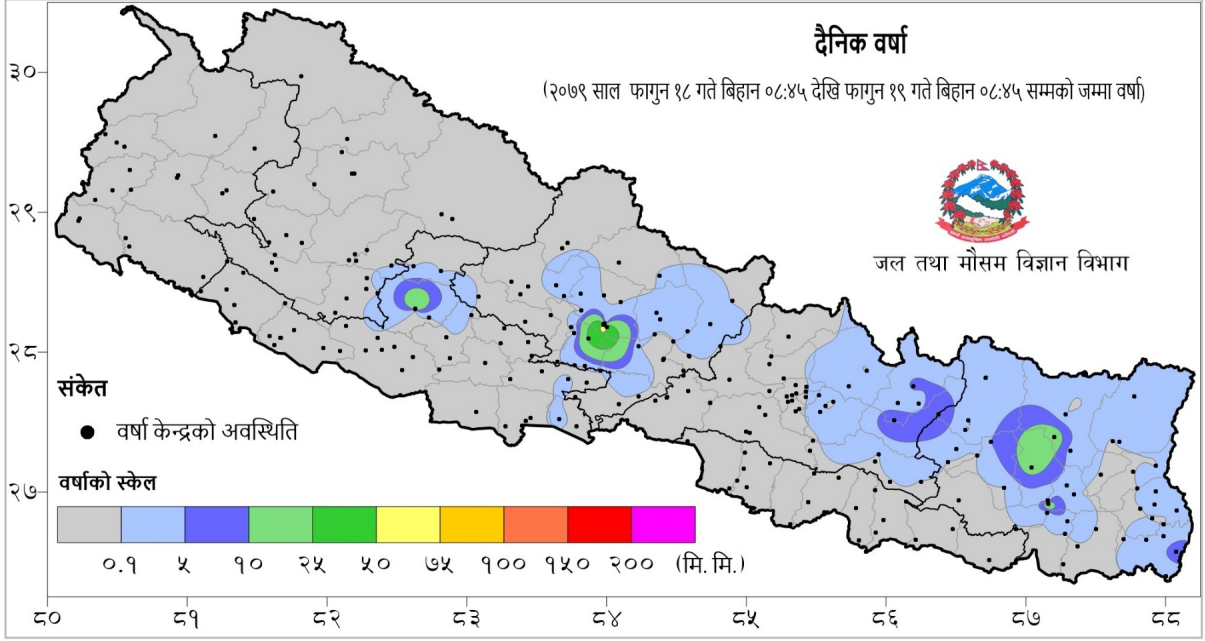 दैनिक वर्षा
(२०७९ साल फागुन १८ गते बिहान ०८:४५ देखि फागुन १९ गते बिहान ०८:४५ सम्मको जम्मा वर्षा)
जल तथा मौसम विज्ञान विभाग
३०
२९
२८
२७
संकेत
वर्षा केन्द्रको अवस्थिति
वर्षाको स्केल
०.१ ५ १० २५ ५० ७५ १०० १५० २०० (मि. मि.)
८० ८१ ८२ ८३ ८४ ८५ ८६ ८७ ८८